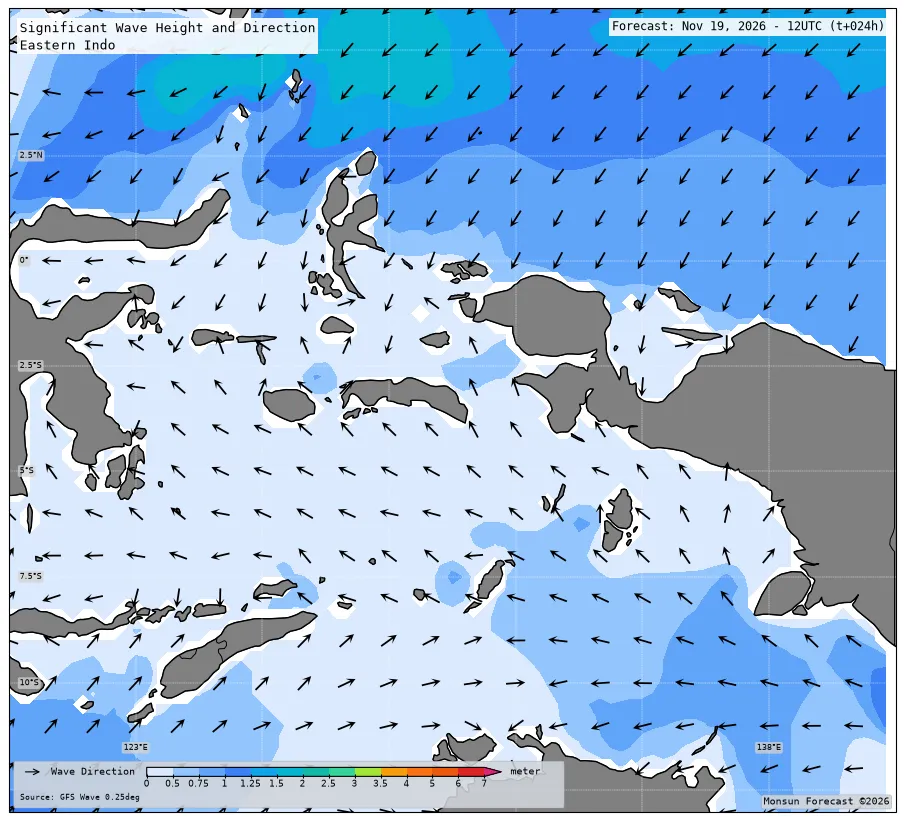 Significant Wave Height and Direction
Eastern Indo
Forecast: Nov 19, 2026 - 12UTC (t+024h)
2.5°N
0°
2.5°S
5°S
7.5°S
10°S
123°E
138°E
Wave Direction
meter
0 0.5 0.75 1 1.25 1.5 2 2.5 3 3.5 4 5 6 7
Source: GFS Wave 0.25deg
Monsun Forecast ©2026